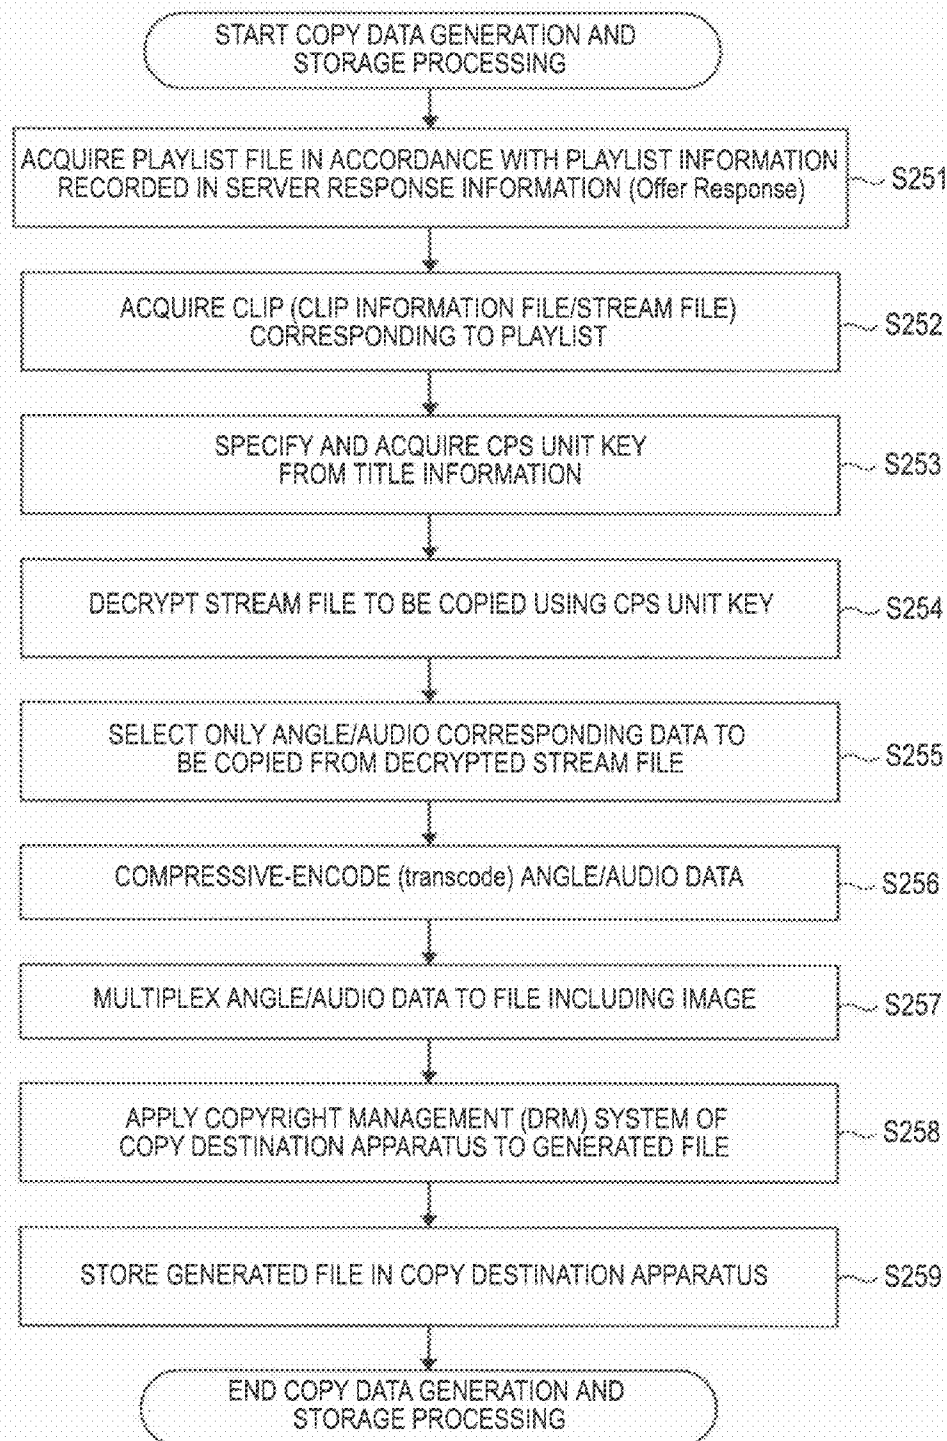 START COPY DATA GENERATION AND
STORAGE PROCESSING
ACQUIRE PLAYLIST FILE IN ACCORDANCE WITH PLAYLIST INFORMATION
RECORDED IN SERVER RESPONSE INFORMATION (Offer Response)
S251
ACQUIRE CLIP (CLIP INFORMATION FILE/STREAM FILE)
CORRESPONDING TO PLAYLIST
S252
SPECIFY AND ACQUIRE CPS UNIT KEY
FROM TITLE INFORMATION
S253
DECRYPT STREAM FILE TO BE COPIED USING CPS UNIT KEY
S254
SELECT ONLY ANGLE/AUDIO CORRESPONDING DATA TO
BE COPIED FROM DECRYPTED STREAM FILE
S255
COMPRESSIVE-ENCODE (transcode) ANGLE/AUDIO DATA
S256
MULTIPLEX ANGLE/AUDIO DATA TO FILE INCLUDING IMAGE
S257
APPLY COPYRIGHT MANAGEMENT (DRM) SYSTEM OF
COPY DESTINATION APPARATUS TO GENERATED FILE
S258
STORE GENERATED FILE IN COPY DESTINATION APPARATUS
S259
END COPY DATA GENERATION AND
STORAGE PROCESSING